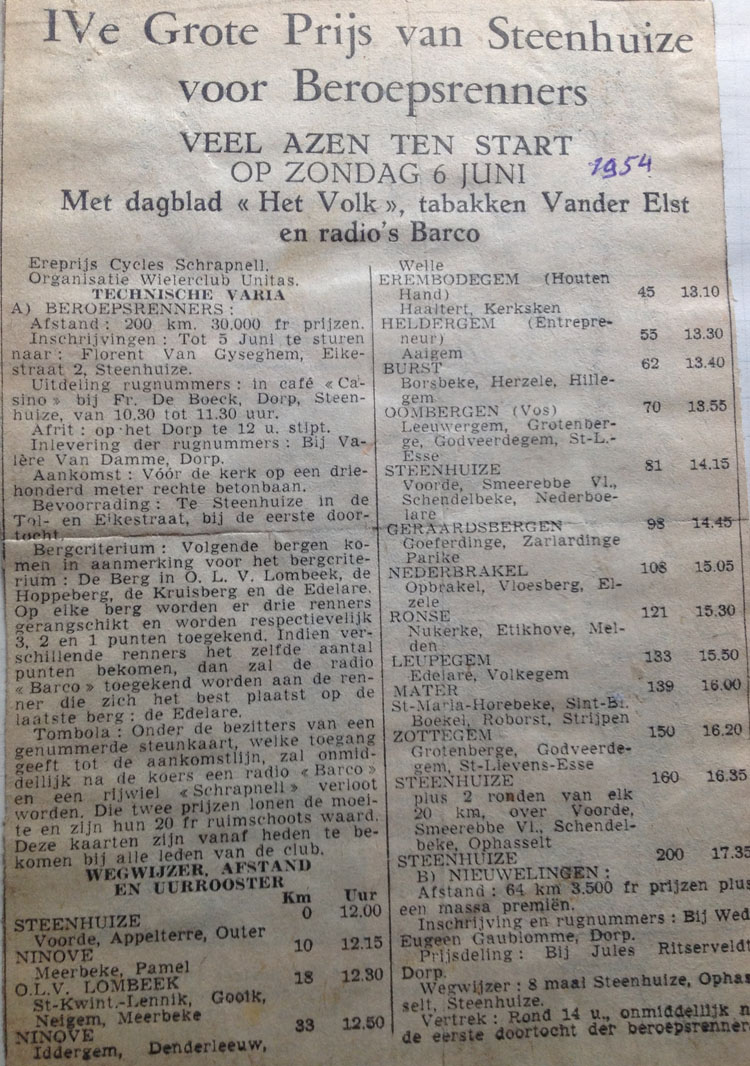 IVe Grote Prijs van Steenhuize
voor Beroepsrenners
VEEL AZEN TEN START
OP ZONDAG 6 JUNI 1954
Met dagblad « Het Volk », tabakken Vander Elst
en radio's Barco
Ereprijs Cycles Schrapnell.
Organisatie Wielerclub Unitas.
TECHNISCHE VARIA
A) BEROEPSRENNERS :
Afstand : 200 km. 30.000 fr prijzen.
Inschrijvingen : Tot 5 Juni te sturen
naar : Florent Van Gyseghem, Eike-
straat 2, Steenhuize.
Uitdeling rugnummers : in café « Ca-
sino » bij Fr. De Boeck, Dorp, Steen-
huize, van 10.30 tot 11.30 uur.
Afrit : op het Dorp te 12 u. stipt.
Inlevering der rugnummers : Bij Va-
lère Van Damme, Dorp.
Aankomst : Vóór de kerk op een drie-
honderd meter rechte betonbaan.
Bevoorrading : Te Steenhuize in de
Tol- en Eikestraat, bij de eerste door-
tocht.
Bergcriterium : Volgende bergen ko-
men in aanmerking voor het bergcrite-
rium : De Berg in O. L. V. Lombeek, de
Hoppeberg, de Kruisberg en de Edelare.
Op elke berg worden er drie renners
gerangschikt en worden respectievelijk
3, 2 en 1 punten toegekend. Indien ver-
schillende renners het zelfde aantal
punten bekomen, dan zal de radio
« Barco » toegekend worden aan de ren-
ner die zich het best plaatst op de
laatste berg : de Edelare.
Tombola : Onder de bezitters van een
genummerde steunkaart, welke toegang
geeft tot de aankomstlijn, zal onmid-
dellijk na de koers een radio « Barco »
en een rijwiel « Schrapnell » verloot
worden. Die twee prijzen lonen de moei-
te en zijn hun 20 fr ruimschoots waard.
Deze kaarten zijn vanaf heden te be-
komen bij alle leden van de club.
WEGWIJZER, AFSTAND
EN UURROOSTER
Km Uur
STEENHUIZE 0 12.00
Voorde, Appelterre, Outer
NINOVE 10 12.15
Meerbeke, Pamel
O.L.V. LOMBEEK 18 12.30
St-Kwint.-Lennik, Gooik,
Neigem, Meerbeke
NINOVE 33 12.50
Iddergem, Denderleeuw,
Welle
EREMBODEGEM (Houten
Hand) 45 13.10
Haaltert, Kerksken
HELDERGEM (Entrepre-
neur) 55 13.30
Aaigem
BURST 62 13.40
Borsbeke, Herzele, Hille-
gem
OOMBERGEN (Vos) 70 13.55
Leeuwergem, Grotenber-
ge, Godveerdegem, St-L.-
Esse
STEENHUIZE 81 14.15
Voorde, Smeerebbe Vl.,
Schendelbeke, Nederboe-
lare
GERAARDSBERGEN 98 14.45
Goeferdinge, Zarlardinge
Parike
NEDERBRAKEL 108 15.05
Opbrakel, Vloesberg, El-
zele
RONSE 121 15.30
Nukerke, Etikhove, Mel-
den
LEUPEGEM 133 15.50
Edelare, Volkegem
MATER 139 16.00
St-Maria-Horebeke, Sint-Bl.
Boekel, Roborst, Strijpen
ZOTTEGEM 150 16.20
Grotenberge, Godveerde-
gem, St-Lievens-Esse
STEENHUIZE 160 16.35
plus 2 ronden van elk
20 km, over Voorde,
Smeerebbe Vl., Schendel-
beke, Ophasselt
STEENHUIZE 200 17.35
B) NIEUWELINGEN :
Afstand : 64 km 3.500 fr prijzen plus
een massa premiën.
Inschrijving en rugnummers : Bij Wed
Eugeen Gaublomme, Dorp.
Prijsdeling : Bij Jules Ritserveldt
Dorp.
Wegwijzer : 8 maal Steenhuize, Ophas
selt, Steenhuize.
Vertrek : Rond 14 u., onmiddellijk n
de eerste doortocht der beroepsrenner